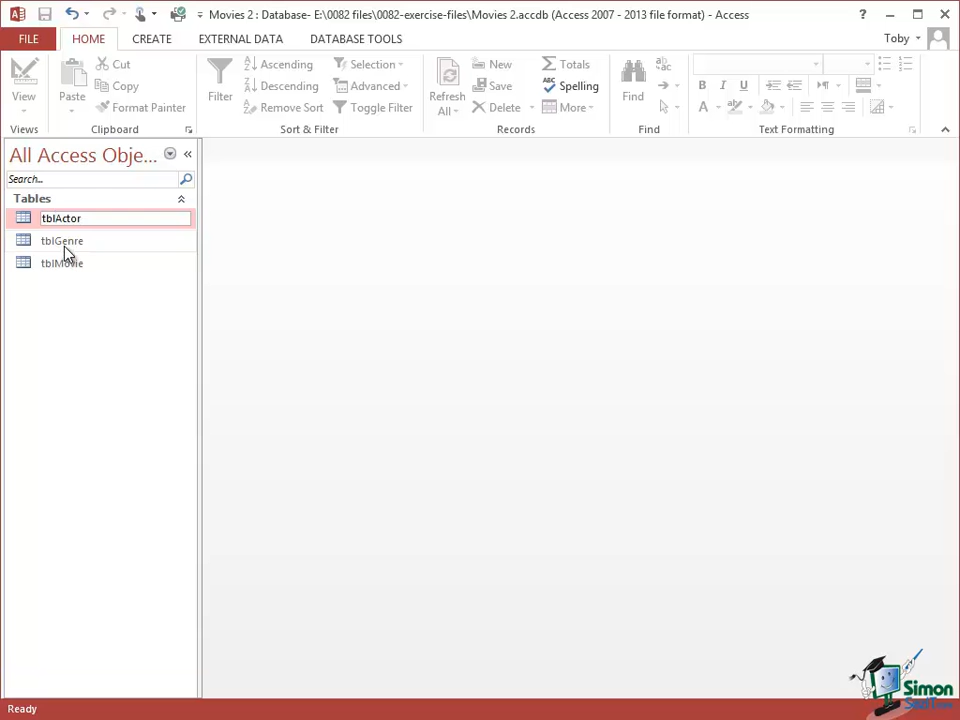 Movies 2 : Database- E:\0082 files\0082-exercise-files\Movies 2.accdb (Access 2007 - 2013 file format) - Access
FILE HOME CREATE EXTERNAL DATA DATABASE TOOLS Toby
View
Views
Paste
Cut
Copy
Format Painter
Clipboard
Filter
Ascending
Descending
Remove Sort
Selection
Advanced
Toggle Filter
Sort & Filter
Refresh All
New
Save
Delete
Totals
Spelling
More
Records
Find
Find
B I U
A
Text Formatting
All Access Obje...
Search...
Tables
tblActor
tblGenre
tblMovie
Ready
Simon